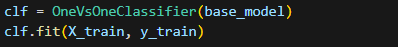 clf = OneVsOneClassifier(base_model)
clf.fit(X_train, y_train)